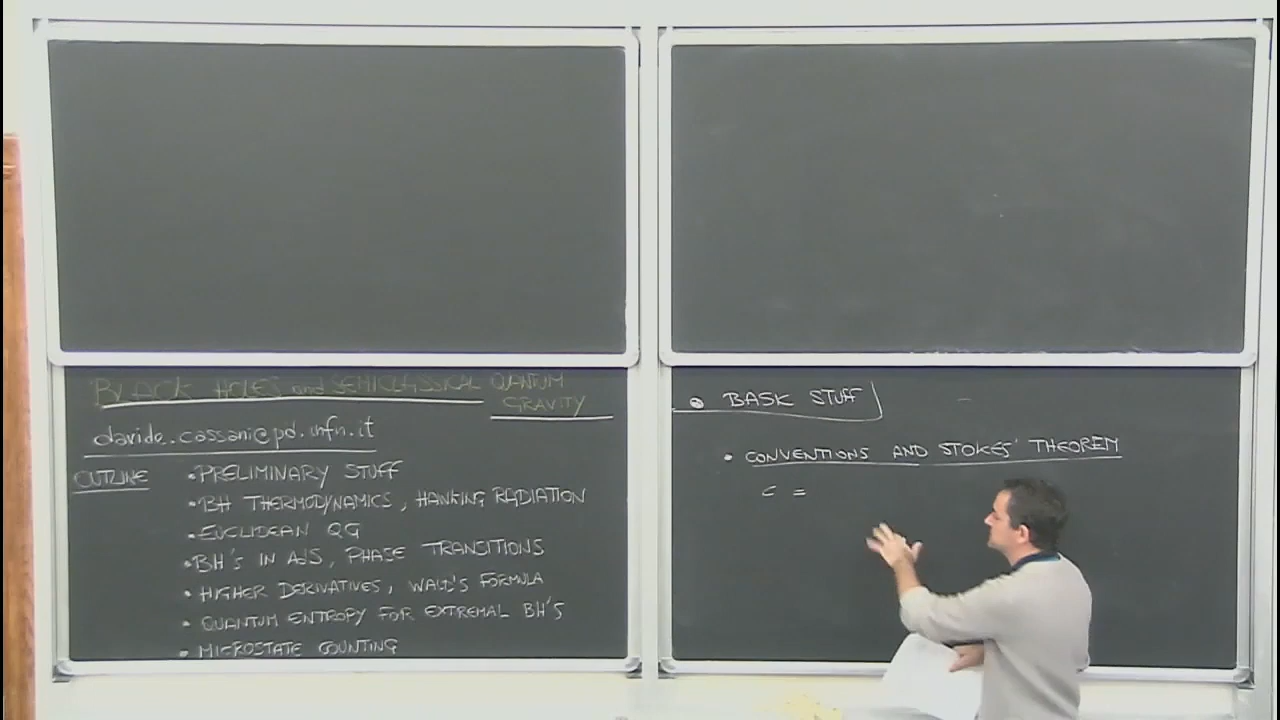 BLACK HOLES and SEMICLASSICAL QUANTUM
GRAVITY
davide.cassani@pd.infn.it
OUTLINE
• PRELIMINARY STUFF
• BH THERMODYNAMICS, HAWKING RADIATION
• EUCLIDEAN QG
• BH'S IN AdS, PHASE TRANSITIONS
• HIGHER DERIVATIVES, WALD'S FORMULA
• QUANTUM ENTROPY FOR EXTREMAL BH'S
• MICROSTATE COUNTING
• BASIC STUFF
• CONVENTIONS AND STOKES' THEOREM
c =